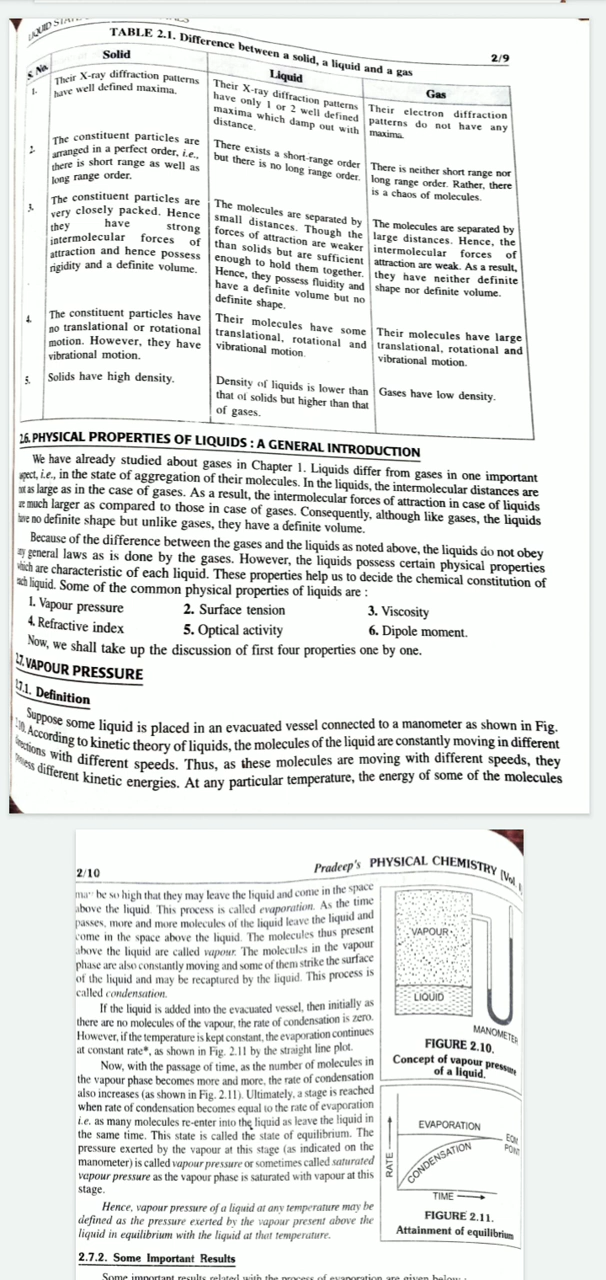 LIQUID STAT
TABLE 2.1. Difference between a solid, a liquid and a gas
2/9
S. No.
Solid
Liquid
Gas
1.
Their X-ray diffraction patterns
have well defined maxima.
Their X-ray diffraction patterns
have only 1 or 2 well defined
maxima which damp out with
distance.
Their electron diffraction
patterns do not have any
maxima.
2.
The constituent particles are
arranged in a perfect order, i.e.,
there is short range as well as
long range order.
There exists a short-range order
but there is no long range order.
There is neither short range nor
long range order. Rather, there
is a chaos of molecules.
3.
The constituent particles are
very closely packed. Hence
they have strong
intermolecular forces of
attraction and hence possess
rigidity and a definite volume.
The molecules are separated by
small distances. Though the
forces of attraction are weaker
than solids but are sufficient
enough to hold them together.
Hence, they possess fluidity and
have a definite volume but no
definite shape.
The molecules are separated by
large distances. Hence, the
intermolecular forces of
attraction are weak. As a result,
they have neither definite
shape nor definite volume.
4.
The constituent particles have
no translational or rotational
motion. However, they have
vibrational motion.
Their molecules have some
translational, rotational and
vibrational motion.
Their molecules have large
translational, rotational and
vibrational motion.
5.
Solids have high density.
Density of liquids is lower than
that of solids but higher than that
of gases.
Gases have low density.
2.6. PHYSICAL PROPERTIES OF LIQUIDS : A GENERAL INTRODUCTION
We have already studied about gases in Chapter 1. Liquids differ from gases in one important
aspect, i.e., in the state of aggregation of their molecules. In the liquids, the intermolecular distances are
not as large as in the case of gases. As a result, the intermolecular forces of attraction in case of liquids
are much larger as compared to those in case of gases. Consequently, although like gases, the liquids
have no definite shape but unlike gases, they have a definite volume.
Because of the difference between the gases and the liquids as noted above, the liquids do not obey
any general laws as is done by the gases. However, the liquids possess certain physical properties
which are characteristic of each liquid. These properties help us to decide the chemical constitution of
each liquid. Some of the common physical properties of liquids are :
1. Vapour pressure 2. Surface tension 3. Viscosity
4. Refractive index 5. Optical activity 6. Dipole moment.
Now, we shall take up the discussion of first four properties one by one.
2.7. VAPOUR PRESSURE
2.7.1. Definition
Suppose some liquid is placed in an evacuated vessel connected to a manometer as shown in Fig.
2.10. According to kinetic theory of liquids, the molecules of the liquid are constantly moving in different
directions with different speeds. Thus, as these molecules are moving with different speeds, they
possess different kinetic energies. At any particular temperature, the energy of some of the molecules
2/10
Pradeep's PHYSICAL CHEMISTRY (Vol. I
may be so high that they may leave the liquid and come in the space
above the liquid. This process is called evaporation. As the time
passes, more and more molecules of the liquid leave the liquid and
come in the space above the liquid. The molecules thus present
above the liquid are called vapour. The molecules in the vapour
phase are also constantly moving and some of them strike the surface
of the liquid and may be recaptured by the liquid. This process is
called condensation.
If the liquid is added into the evacuated vessel, then initially as
there are no molecules of the vapour, the rate of condensation is zero.
However, if the temperature is kept constant, the evaporation continues
at constant rate*, as shown in Fig. 2.11 by the straight line plot.
Now, with the passage of time, as the number of molecules in
the vapour phase becomes more and more, the rate of condensation
also increases (as shown in Fig. 2.11). Ultimately, a stage is reached
when rate of condensation becomes equal to the rate of evaporation
i.e. as many molecules re-enter into the liquid as leave the liquid in
the same time. This state is called the state of equilibrium. The
pressure exerted by the vapour at this stage (as indicated on the
manometer) is called vapour pressure or sometimes called saturated
vapour pressure as the vapour phase is saturated with vapour at this
stage.
Hence, vapour pressure of a liquid at any temperature may be
defined as the pressure exerted by the vapour present above the
liquid in equilibrium with the liquid at that temperature.
2.7.2. Some Important Results
Some important results related with the process of evaporation are given below :
VAPOUR
LIQUID
MANOMETER
FIGURE 2.10.
Concept of vapour pressure
of a liquid.
EVAPORATION
CONDENSATION
EQM
POINT
RATE
TIME
FIGURE 2.11.
Attainment of equilibrium